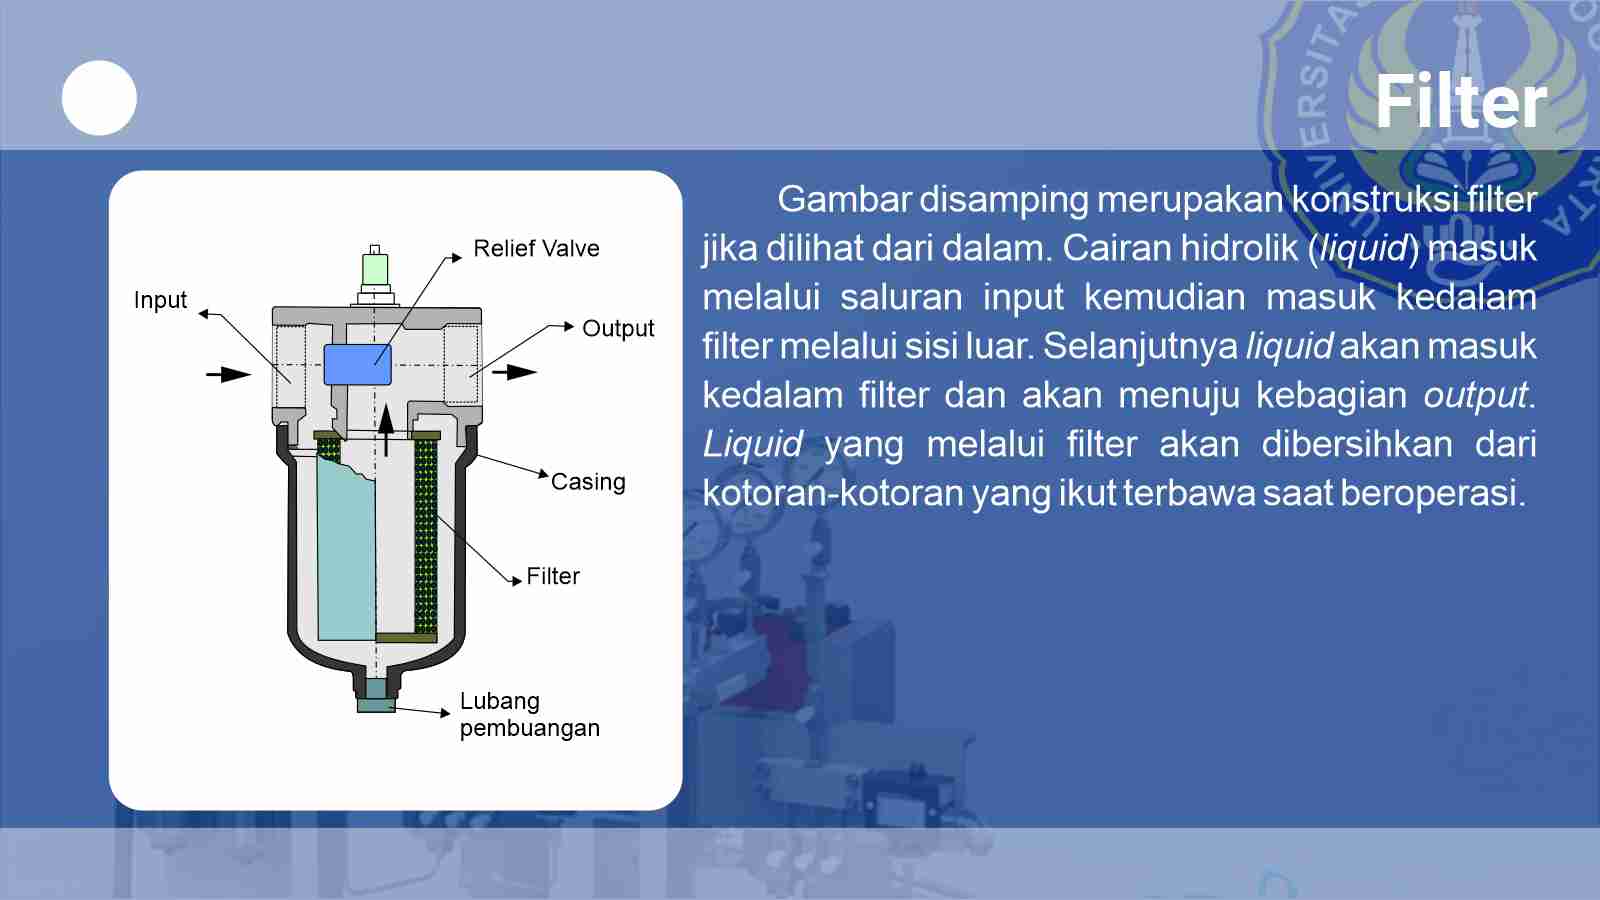 Filter
Gambar disamping merupakan konstruksi filter
jika dilihat dari dalam. Cairan hidrolik (liquid) masuk
melalui saluran input kemudian masuk kedalam
filter melalui sisi luar. Selanjutnya liquid akan masuk
kedalam filter dan akan menuju kebagian output.
Liquid yang melalui filter akan dibersihkan dari
kotoran-kotoran yang ikut terbawa saat beroperasi.
Relief Valve
Input
Output
Casing
Filter
Lubang
pembuangan